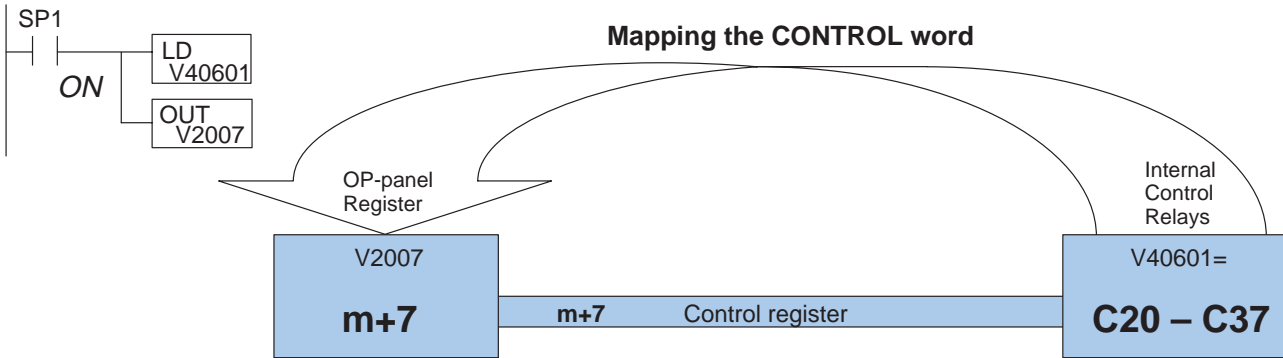 SP1
LD
V40601
ON
OUT
V2007
Mapping the CONTROL word
OP-panel
Register
Internal
Control
Relays
V2007
m+7
m+7 Control register
V40601=
C20 – C37